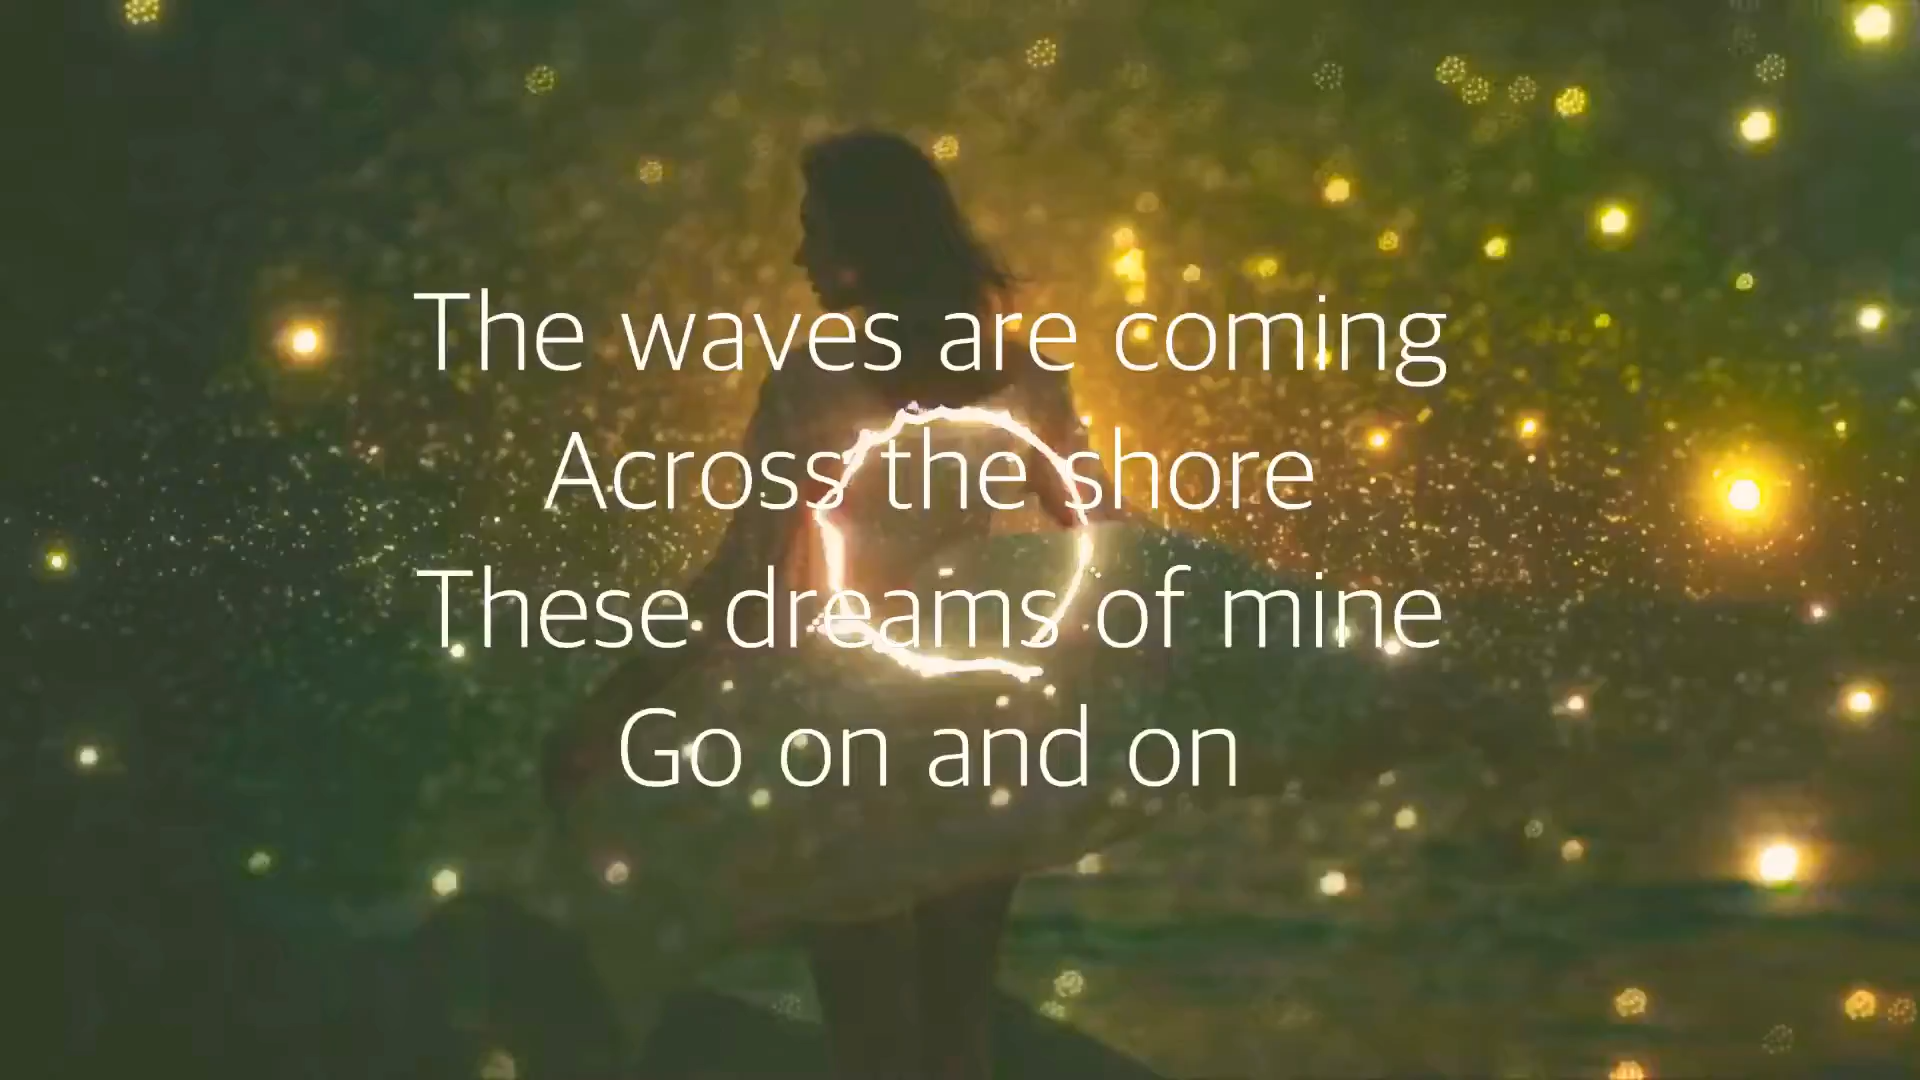 The waves are coming
Across the shore
These dreams of mine
Go on and on